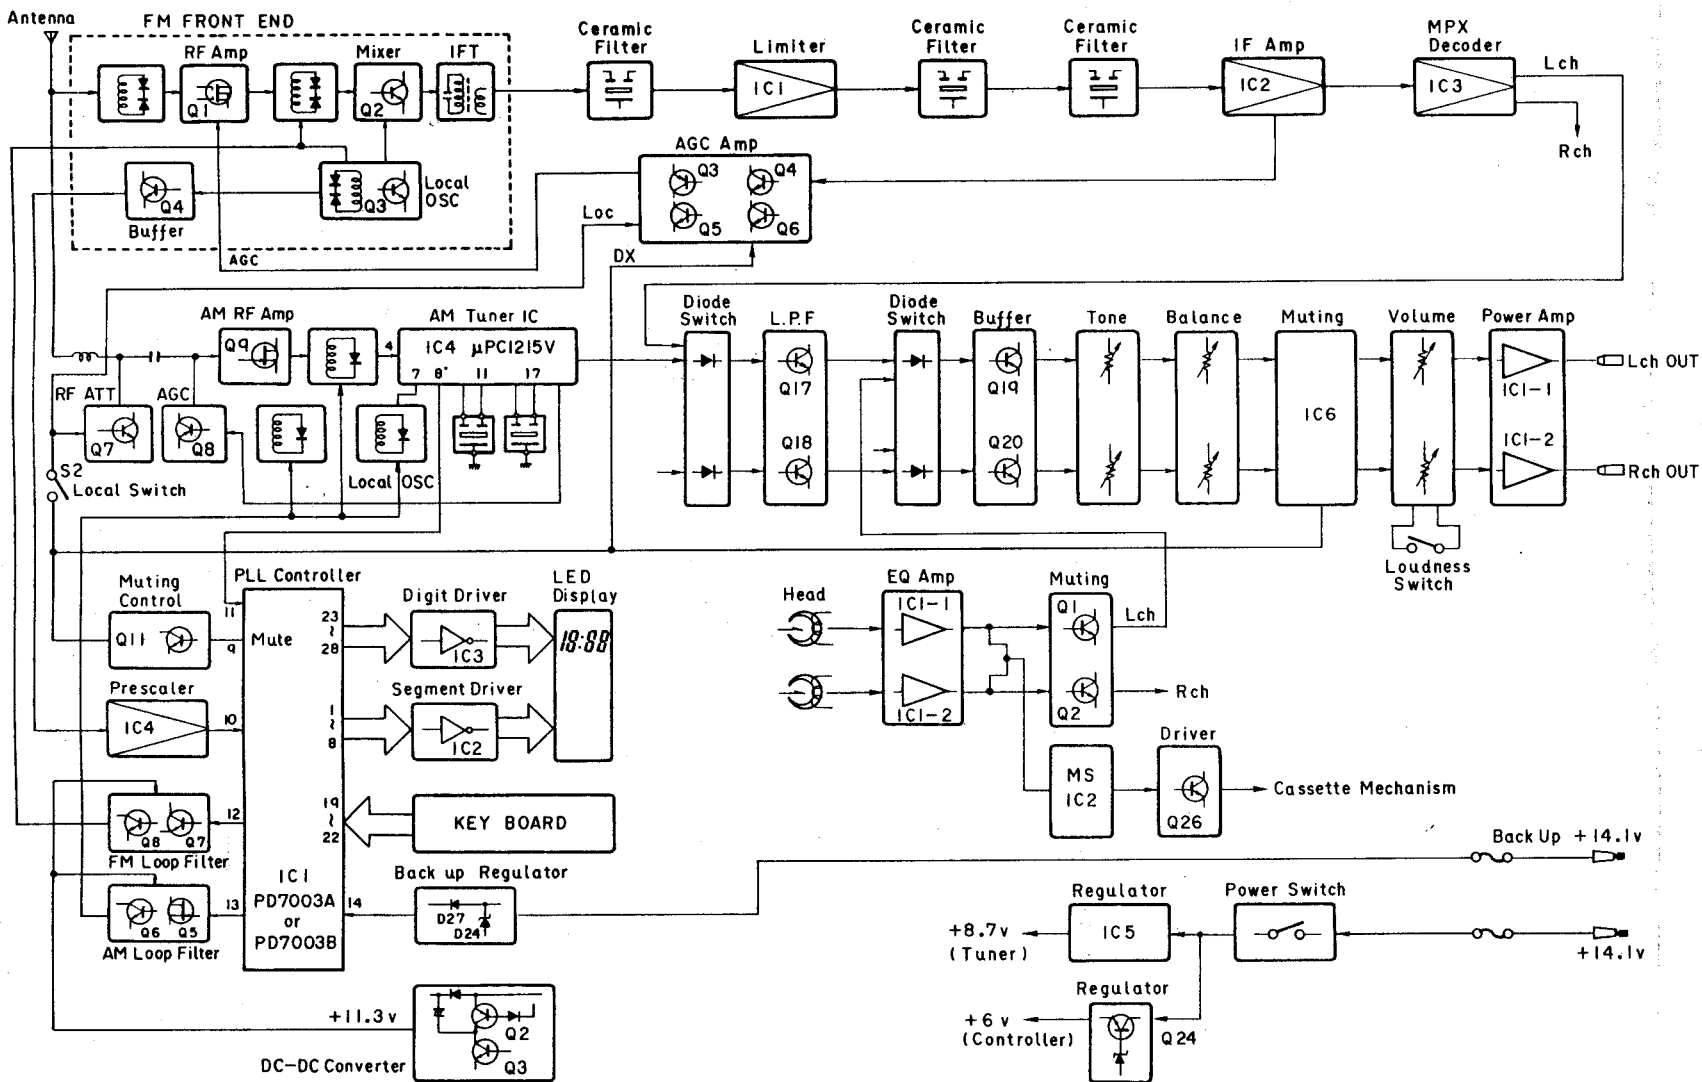 Antenna
FM FRONT END
RF Amp
Mixer
IFT
Q1
Q2
Q4
Buffer
Q3
Local
OSC
AGC
Ceramic
Filter
Limiter
IC1
Ceramic
Filter
Ceramic
Filter
IF Amp
IC2
MPX
Decoder
IC3
Lch
Rch
AGC Amp
Q3
Q4
Q5
Q6
Loc
DX
AM RF Amp
Q9
AM Tuner IC
4
IC4 μPC1215V
7
8
11
17
RF ATT
Q7
AGC
Q8
Local OSC
S2
Local Switch
Diode
Switch
L.P.F
Q17
Q18
Diode
Switch
Buffer
Q19
Q20
Tone
Balance
Muting
IC6
Volume
Loudness
Switch
Power Amp
IC1-1
IC1-2
Lch OUT
Rch OUT
Muting
Control
Q11
PLL Controller
11
Mute
9
23
~
28
Digit Driver
IC3
LED
Display
18:88
Prescaler
IC4
10
1
~
8
Segment Driver
IC2
Q8
Q7
FM Loop Filter
12
19
~
22
KEY BOARD
Q6
Q5
AM Loop Filter
13
IC1
PD7003A
or
PD7003B
14
Back up Regulator
D27
D24
+11.3v
DC-DC Converter
Q2
Q3
Head
EQ Amp
IC1-1
IC1-2
Muting
Q1
Q2
Lch
Rch
MS
IC2
Driver
Q26
Cassette Mechanism
Back Up +14.1v
Regulator
IC5
+8.7v
(Tuner)
Power Switch
+14.1v
Regulator
+6v
(Controller)
Q24